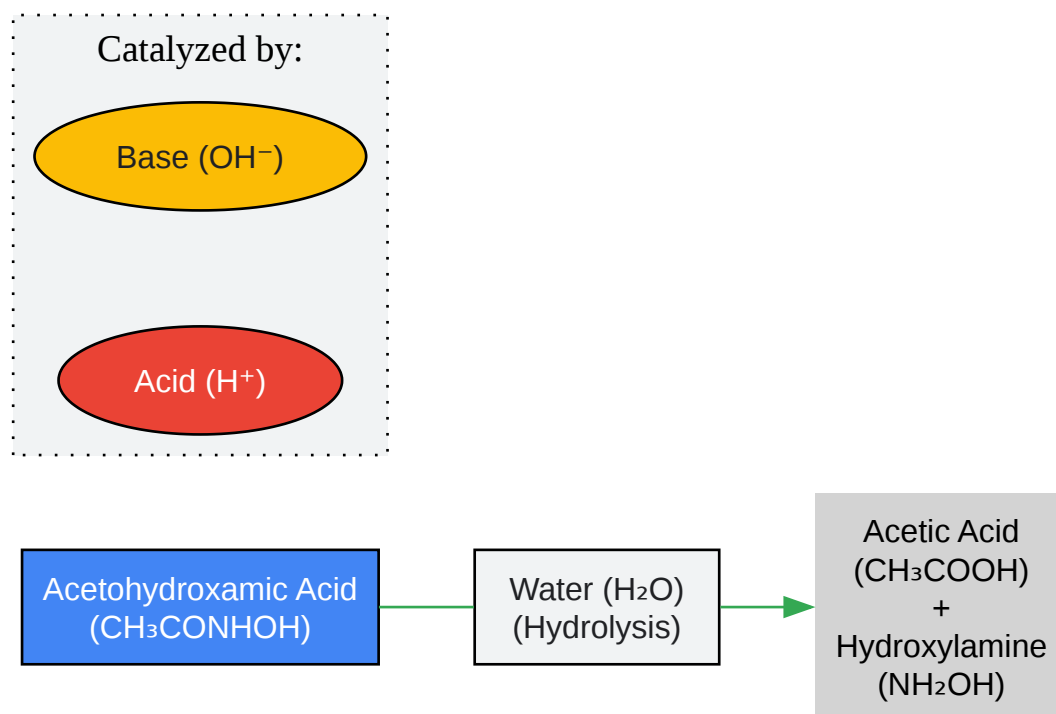 Catalyzed by:
Base (OH⁻)
Acid (H⁺)
Acetohydroxamic Acid
(CH₃CONHOH)
Water (H₂O)
(Hydrolysis)
Acetic Acid
(CH₃COOH)
+
Hydroxylamine
(NH₂OH)